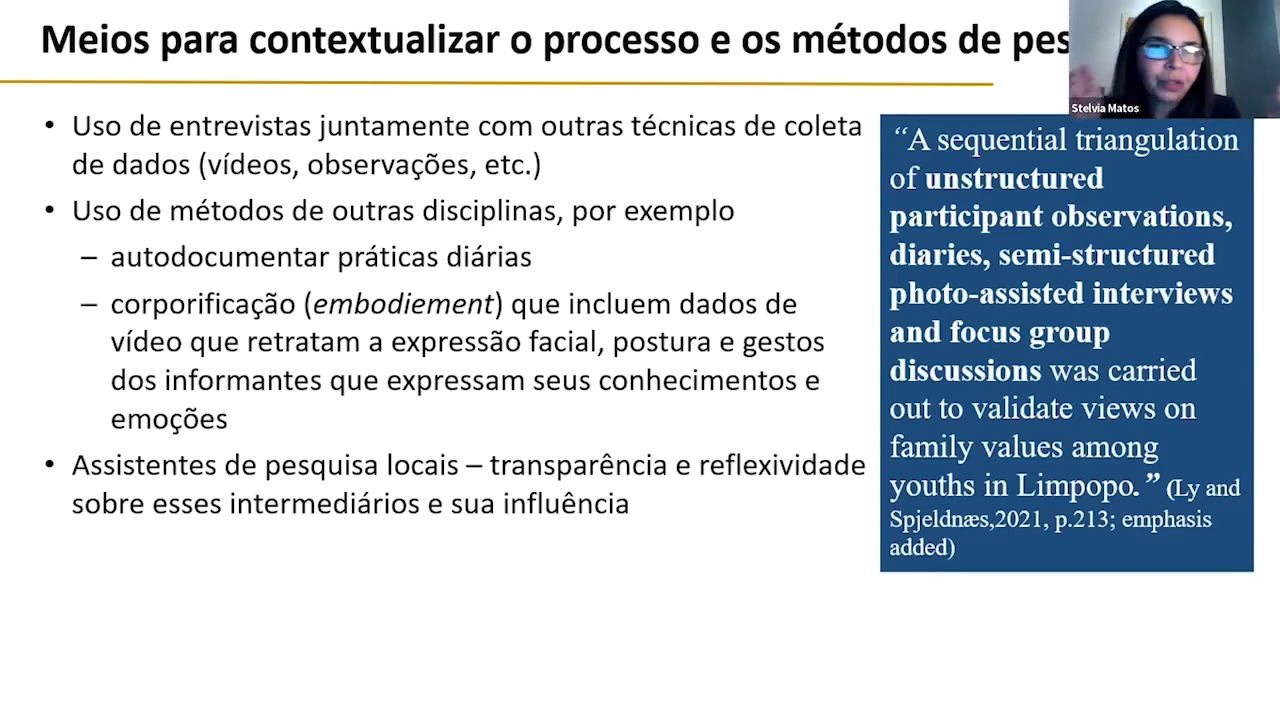 Meios para contextualizar o processo e os métodos de pes
Stelvia Matos
• Uso de entrevistas juntamente com outras técnicas de coleta
de dados (vídeos, observações, etc.)
• Uso de métodos de outras disciplinas, por exemplo
– autodocumentar práticas diárias
– corporificação (embodiement) que incluem dados de
vídeo que retratam a expressão facial, postura e gestos
dos informantes que expressam seus conhecimentos e
emoções
• Assistentes de pesquisa locais – transparência e reflexividade
sobre esses intermediários e sua influência
“A sequential triangulation
of unstructured
participant observations,
diaries, semi-structured
photo-assisted interviews
and focus group
discussions was carried
out to validate views on
family values among
youths in Limpopo.” (Ly and
Spjeldnæs,2021, p.213; emphasis
added)